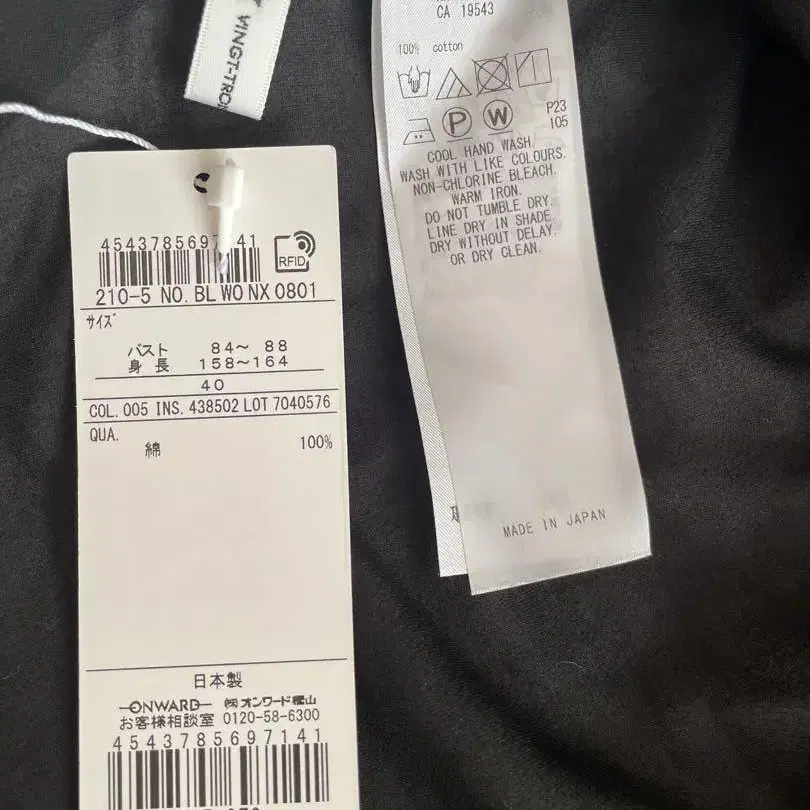 VINGT-TRO
CA 19543
100% cotton
P W
P23
105
COOL HAND WASH.
WASH WITH LIKE COLOURS.
NON-CHLORINE BLEACH.
WARM IRON.
DO NOT TUMBLE DRY.
LINE DRY IN SHADE.
DRY WITHOUT DELAY.
OR DRY CLEAN.
MADE IN JAPAN
RFID
210-5 NO. BL WO NX 0801
サイズ
バスト 84～ 88
身長 158～164
40
COL. 005 INS. 438502 LOT 7040576
QUA.
綿 100%
日本製
ONWARD ㈱オンワード樫山
お客様相談室 0120-58-6300
4543785697141